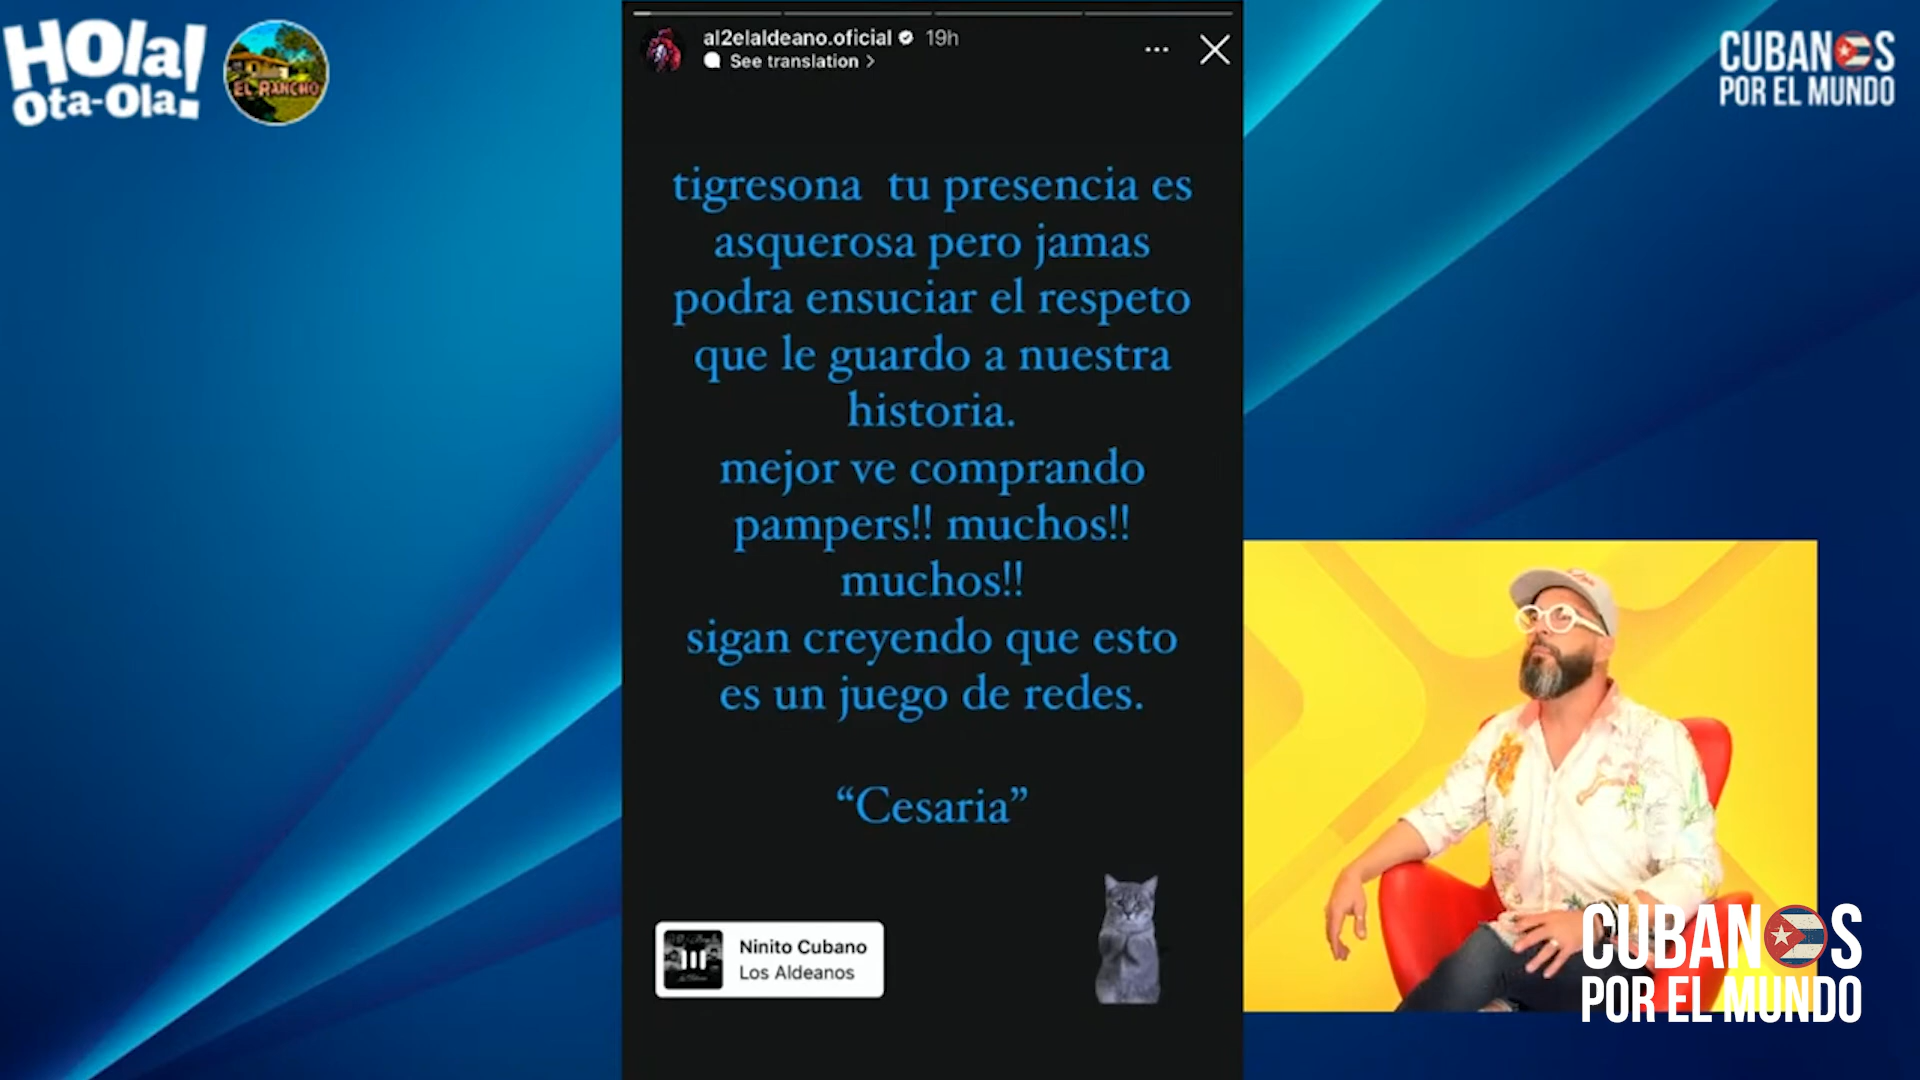 Hola!
Ota-Ola!
EL RANCHO
al2elaldeano.oficial 19h
See translation >
CUBANOS
POR EL MUNDO
tigresona tu presencia es
asquerosa pero jamas
podra ensuciar el respeto
que le guardo a nuestra
historia.
mejor ve comprando
pampers!! muchos!!
muchos!!
sigan creyendo que esto
es un juego de redes.
“Cesaria”
Ninito Cubano
Los Aldeanos
CUBANOS
POR EL MUNDO